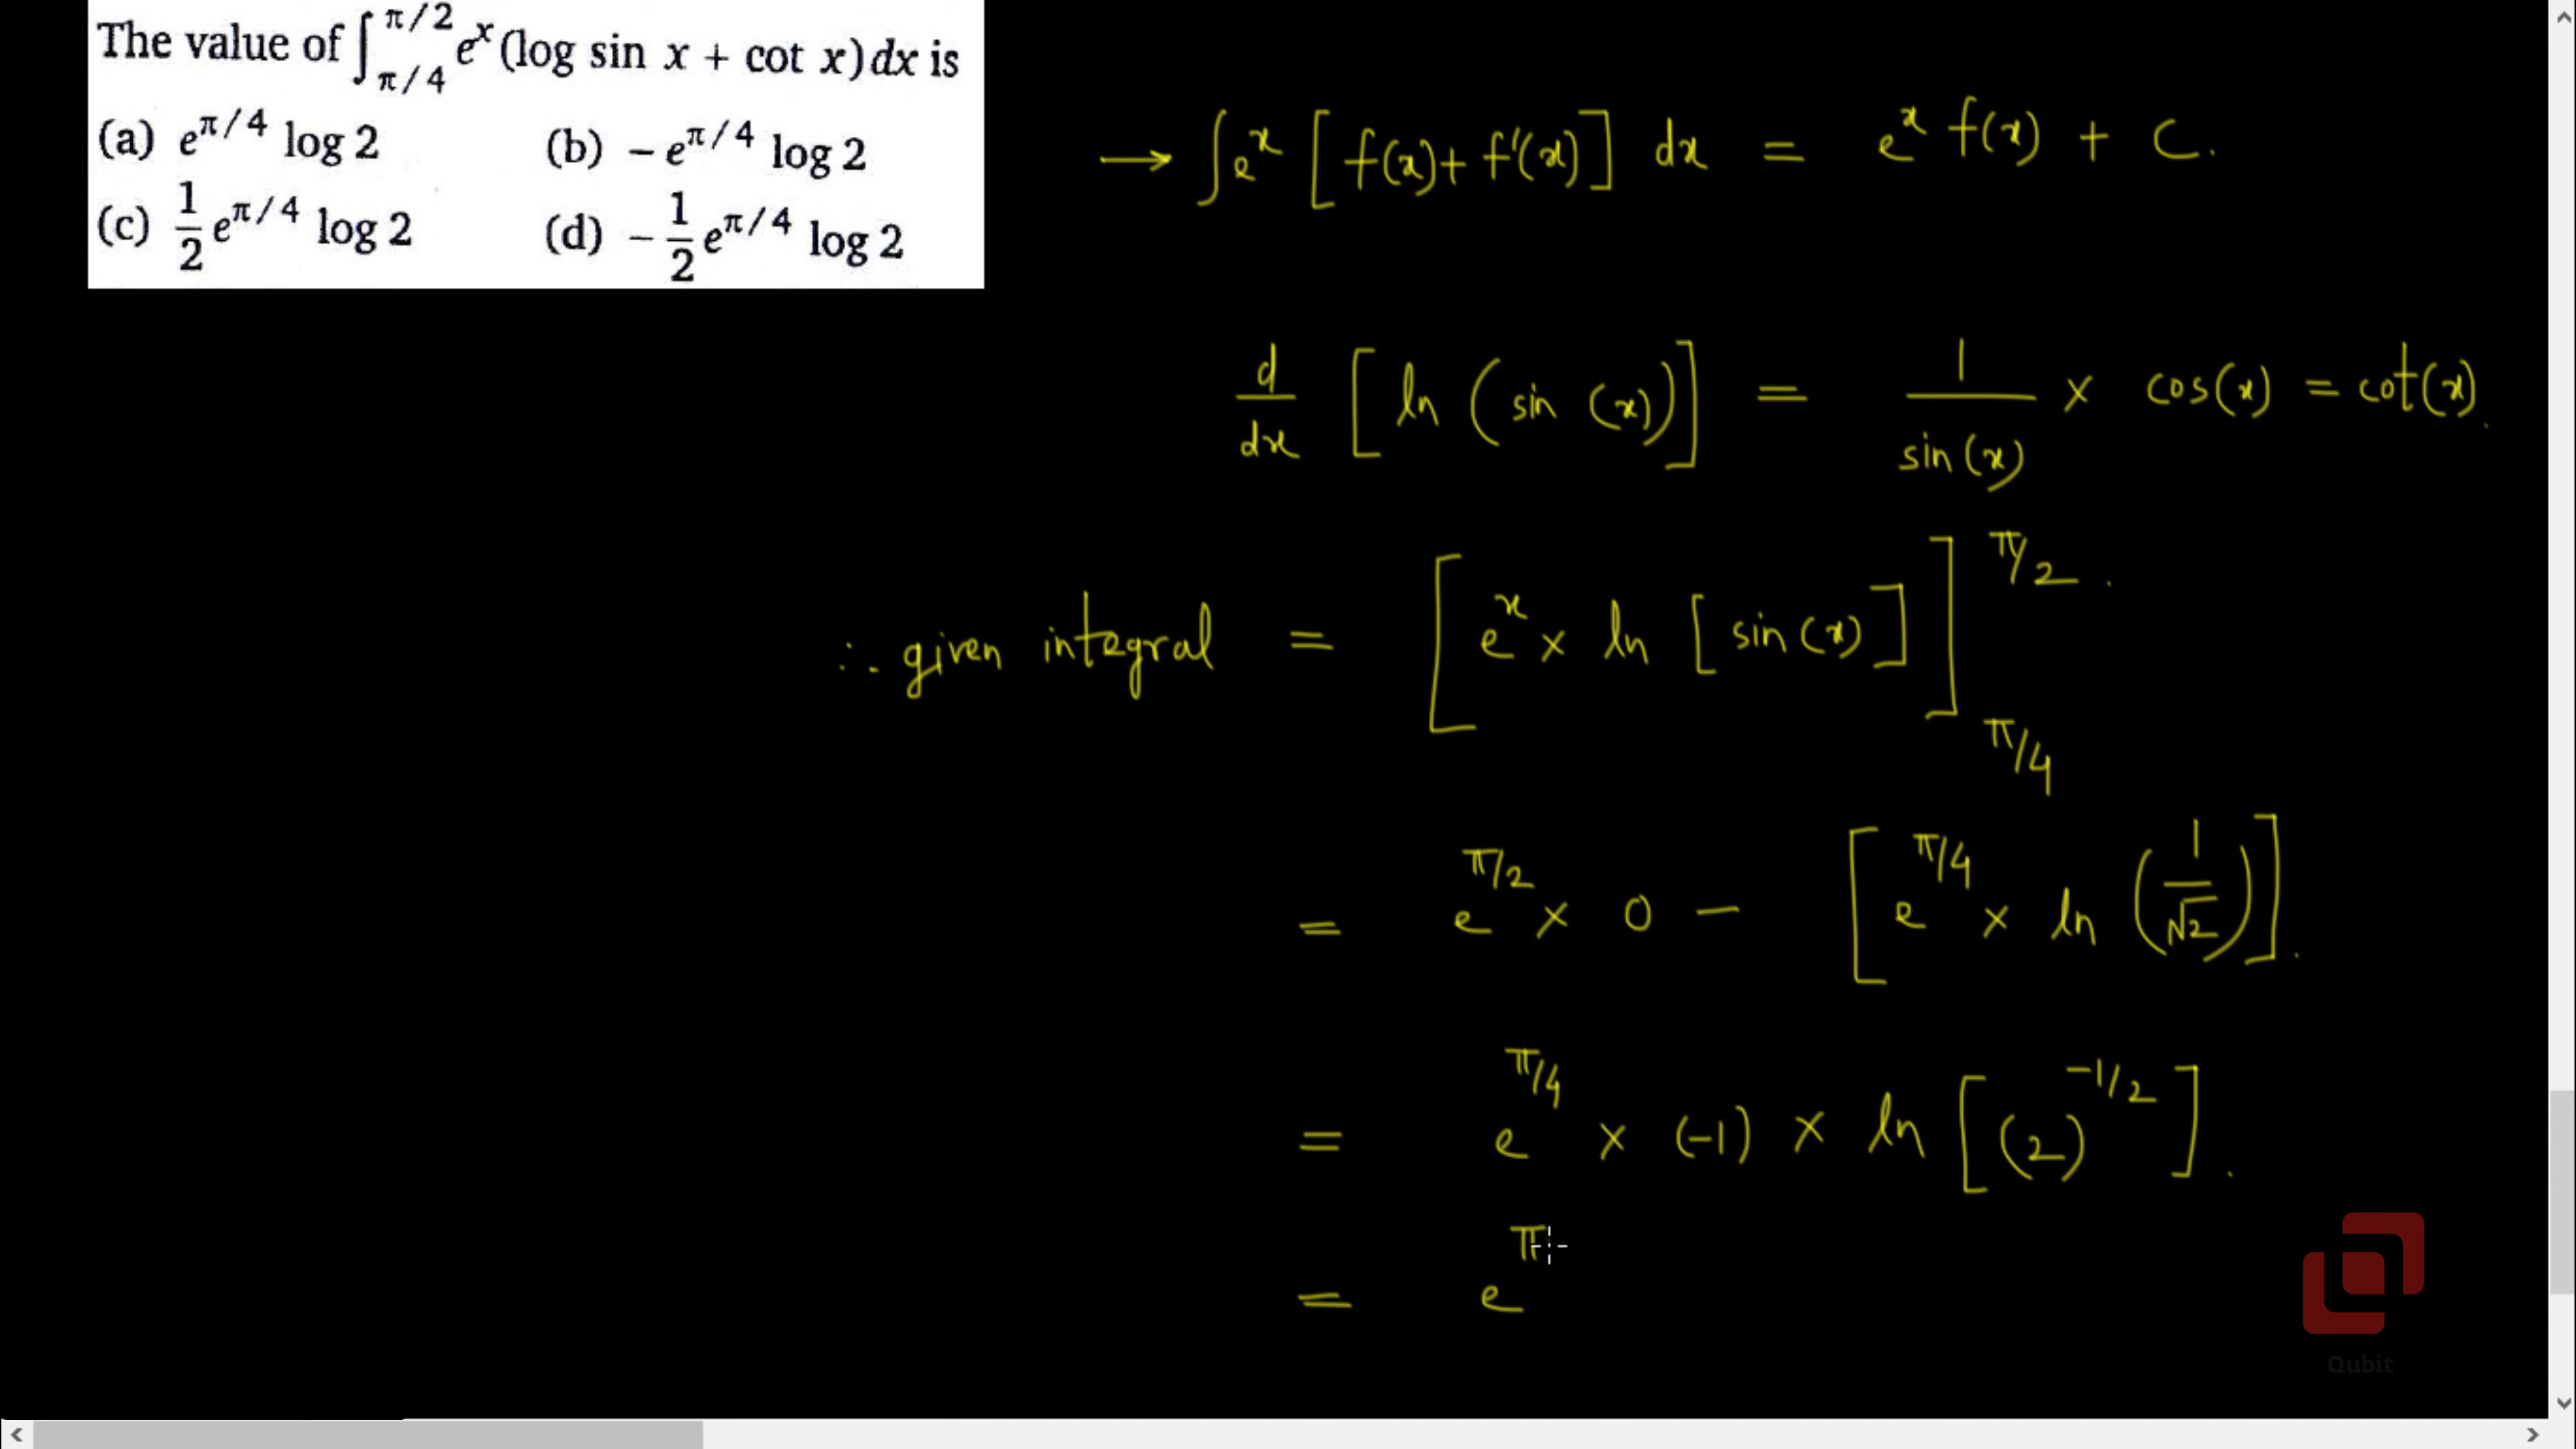 The value of ∫_{π/4}^{π/2} e^x (log sin x + cot x) dx is
(a) e^{π/4} log 2 (b) − e^{π/4} log 2
(c) 1/2 e^{π/4} log 2 (d) − 1/2 e^{π/4} log 2
→ ∫ e^x [ f(x) + f'(x) ] dx = e^x f(x) + C.
d/dx [ ln ( sin (x) ) ] = 1/sin(x) × cos(x) = cot(x).
∴ given integral = [ e^x × ln [ sin(x) ] ]_{π/4}^{π/2}.
= e^{π/2} × 0 − [ e^{π/4} × ln ( 1/√2 ) ].
= e^{π/4} × (-1) × ln [ (2)^{-1/2} ].
= e^π
Qubit